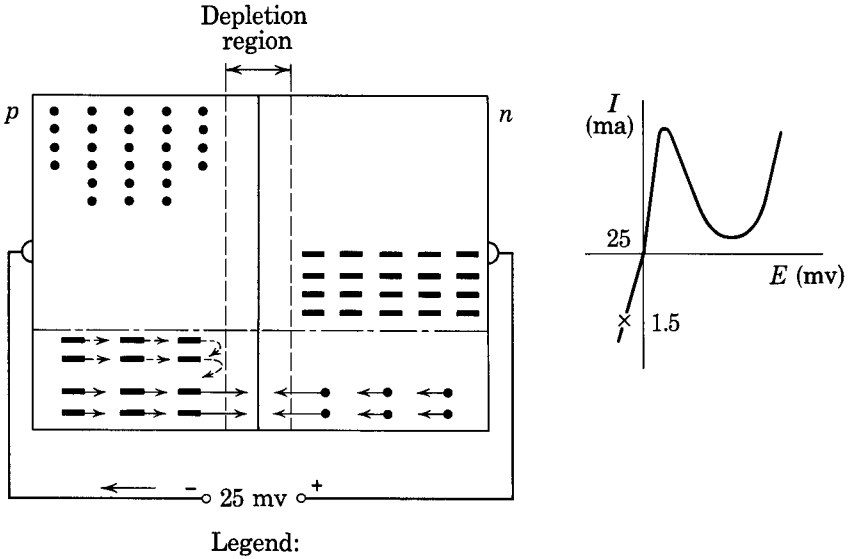 Depletion
region
p
n
I
(ma)
25
E (mv)
× 1.5
− 25 mv +
Legend: